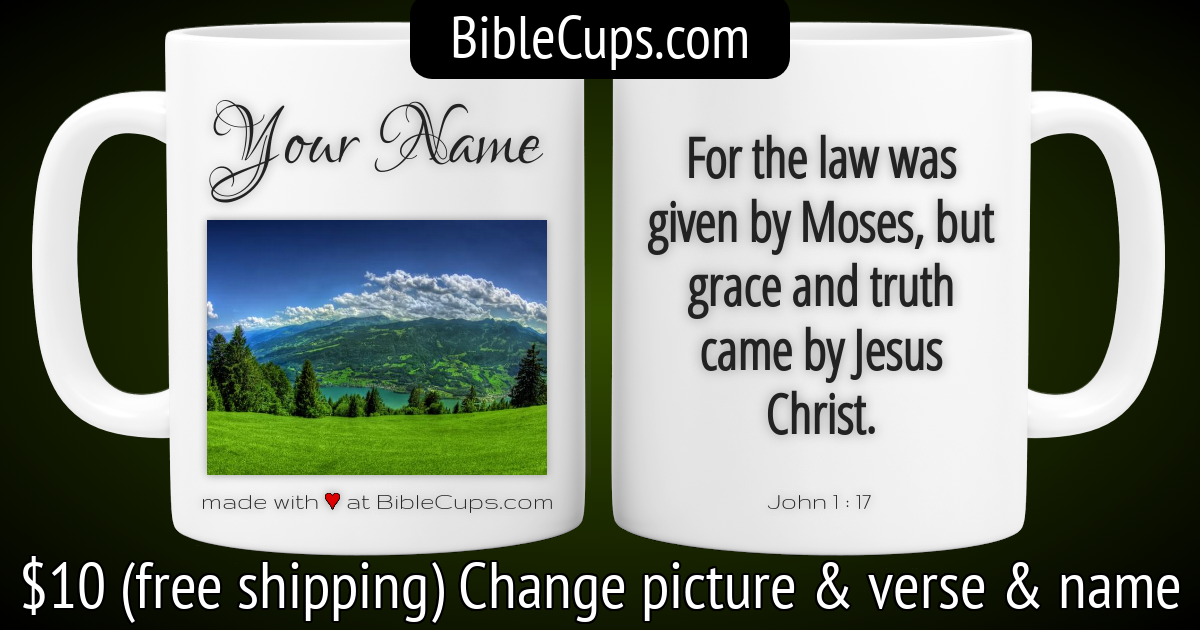 BibleCups.com
Your Name
made with ♥ at BibleCups.com
For the law was
given by Moses, but
grace and truth
came by Jesus
Christ.
John 1 : 17
$10 (free shipping) Change picture & verse & name